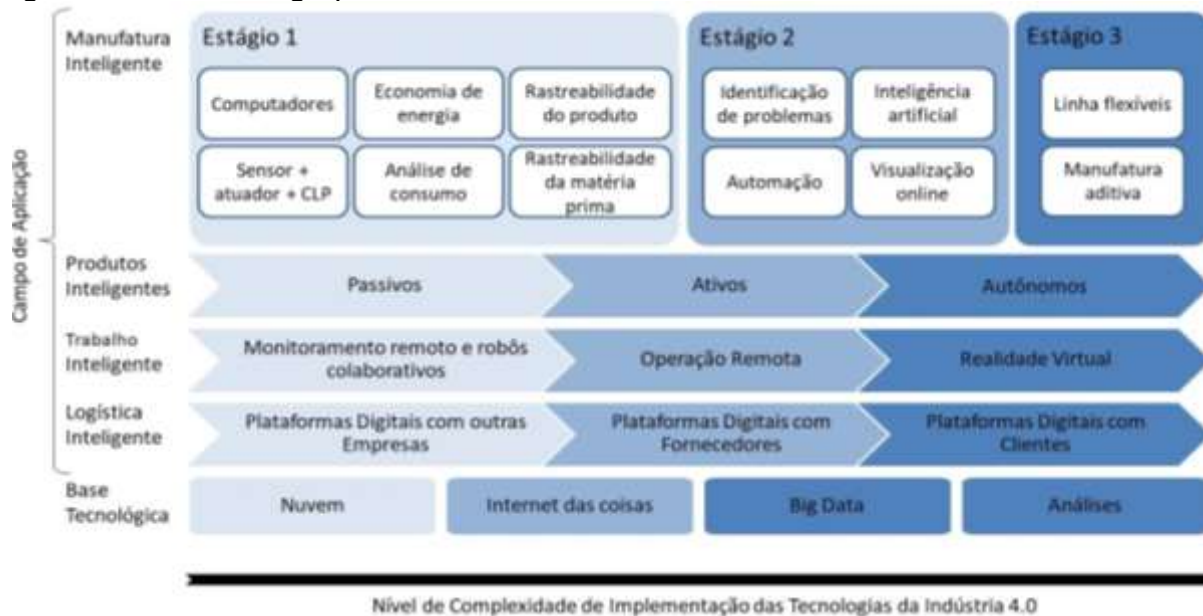 Manufatura
Inteligente
Estágio 1
Computadores
Economia de
energia
Rastreabilidade
do produto
Sensor +
atuador + CLP
Análise de
consumo
Rastreabilidade
da matéria
prima
Estágio 2
Identificação
de problemas
Inteligência
artificial
Automação
Visualização
online
Estágio 3
Linha flexíveis
Manufatura
aditiva
Campo de Aplicação
Produtos
Inteligentes
Passivos
Ativos
Autônomos
Trabalho
Inteligente
Monitoramento remoto e robôs
colaborativos
Operação Remota
Realidade Virtual
Logística
Inteligente
Plataformas Digitais com outras
Empresas
Plataformas Digitais com
Fornecedores
Plataformas Digitais com
Clientes
Base
Tecnológica
Nuvem
Internet das coisas
Big Data
Análises
Nível de Complexidade de Implementação das Tecnologias da Indústria 4.0